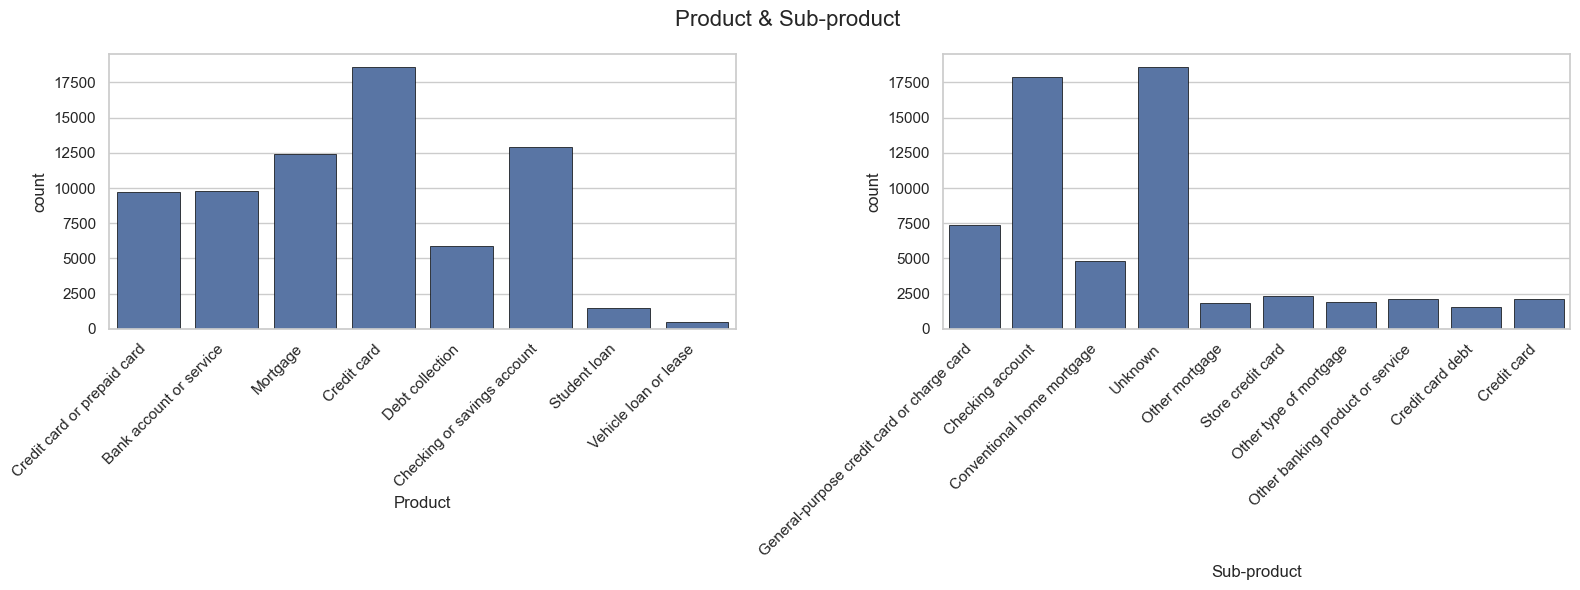 Product & Sub-product
count
17500
15000
12500
10000
7500
5000
2500
0
Credit card or prepaid card
Bank account or service
Mortgage
Credit card
Debt collection
Checking or savings account
Student loan
Vehicle loan or lease
Product
count
17500
15000
12500
10000
7500
5000
2500
0
General-purpose credit card or charge card
Checking account
Conventional home mortgage
Unknown
Other mortgage
Store credit card
Other type of mortgage
Other banking product or service
Credit card debt
Credit card
Sub-product